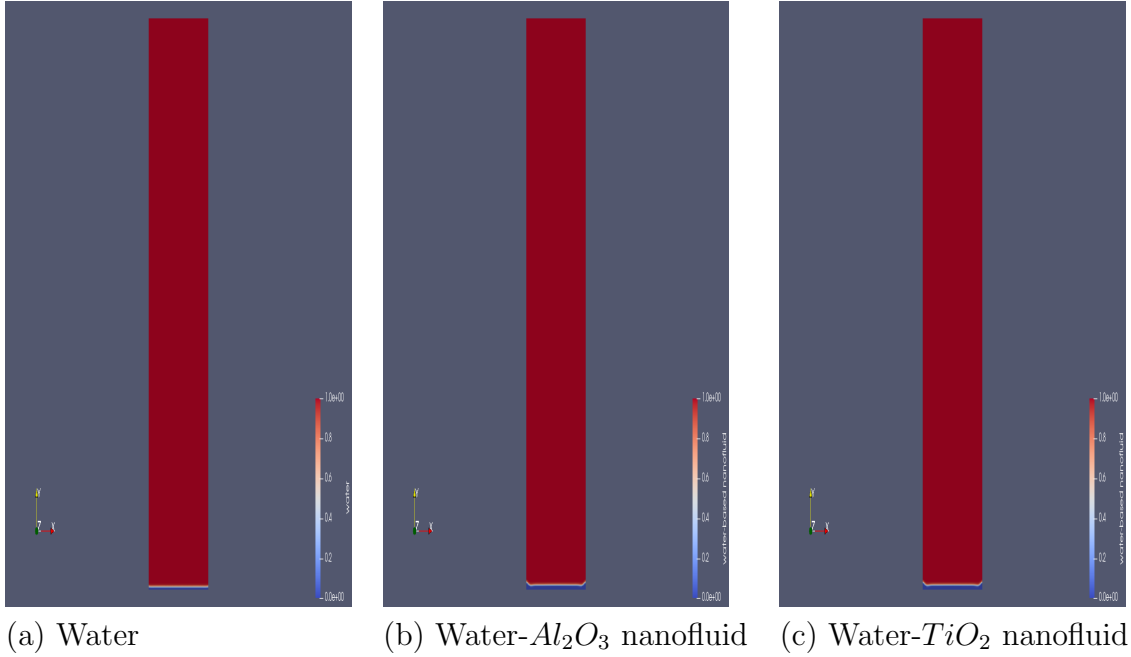 1.0e+00
0.8
0.6
0.4
0.2
0.0e+00
water
Y
Z
X
1.0e+00
0.8
0.6
0.4
0.2
0.0e+00
water-based nanofluid
Y
Z
X
1.0e+00
0.8
0.6
0.4
0.2
0.0e+00
water-based nanofluid
Y
Z
X
(a) Water
(b) Water-Al₂O₃ nanofluid
(c) Water-TiO₂ nanofluid